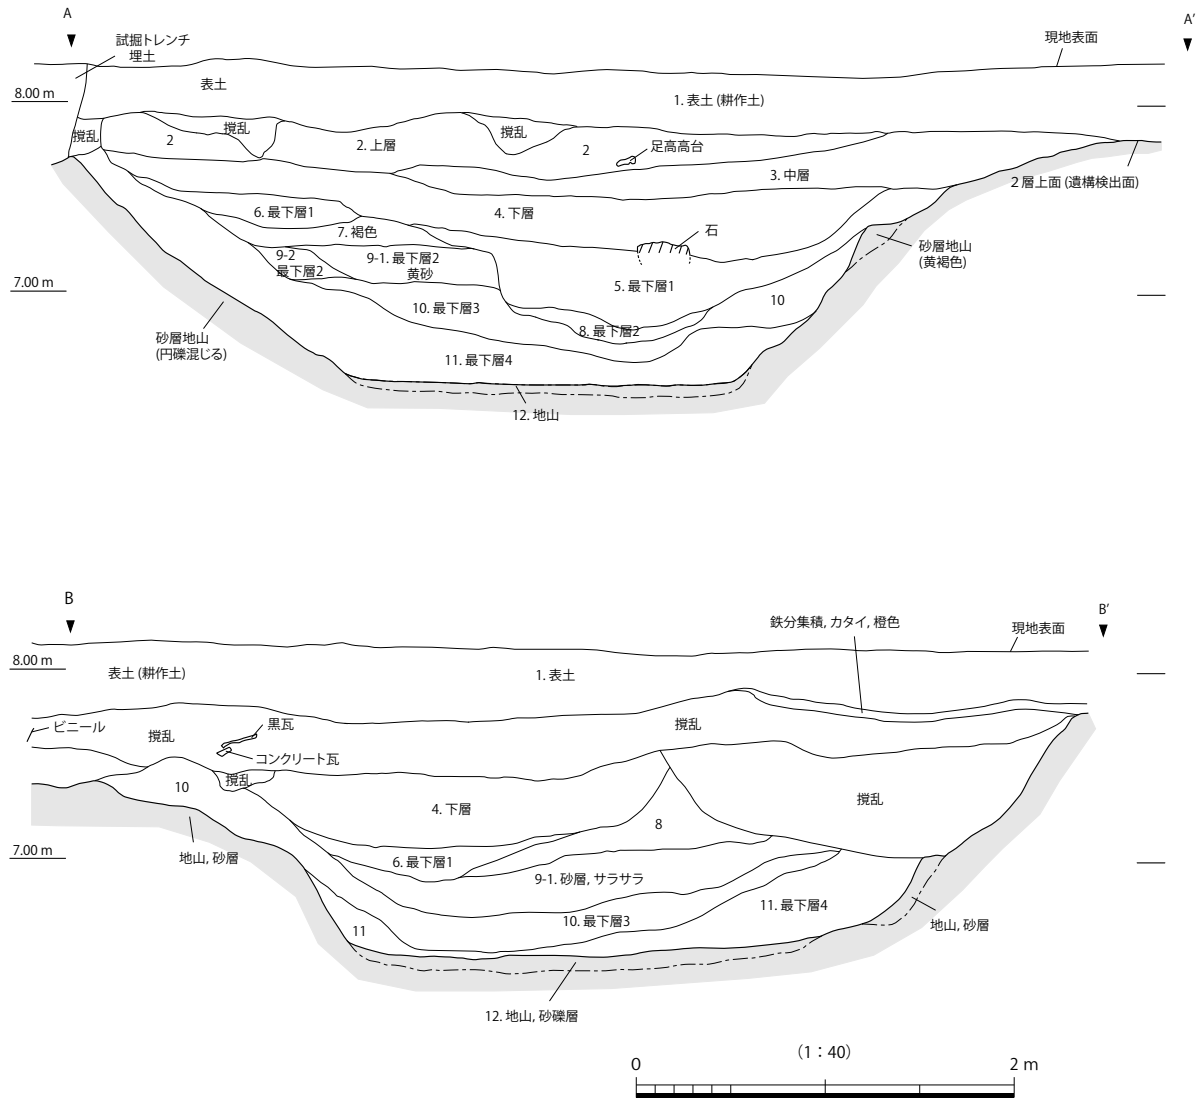 A
A'
試掘トレンチ
埋土
現地表面
表土
8.00 m
1. 表土 (耕作土)
撹乱
2
撹乱
2. 上層
撹乱
2
足高高台
3. 中層
2層上面 (遺構検出面)
6. 最下層1
4. 下層
7. 褐色
石
砂層地山
(黄褐色)
9-2
最下層2
9-1. 最下層2
黄砂
7.00 m
5. 最下層1
10. 最下層3
10
8. 最下層2
砂層地山
(円礫混じる)
11. 最下層4
12. 地山
B
B'
鉄分集積, カタイ, 橙色
現地表面
8.00 m
表土 (耕作土)
1. 表土
ビニール
撹乱
黒瓦
撹乱
コンクリート瓦
10
撹乱
4. 下層
撹乱
8
7.00 m
地山, 砂層
6. 最下層1
9-1. 砂層, サラサラ
11. 最下層4
10. 最下層3
11
地山, 砂層
12. 地山, 砂礫層
(1：40)
0
2 m